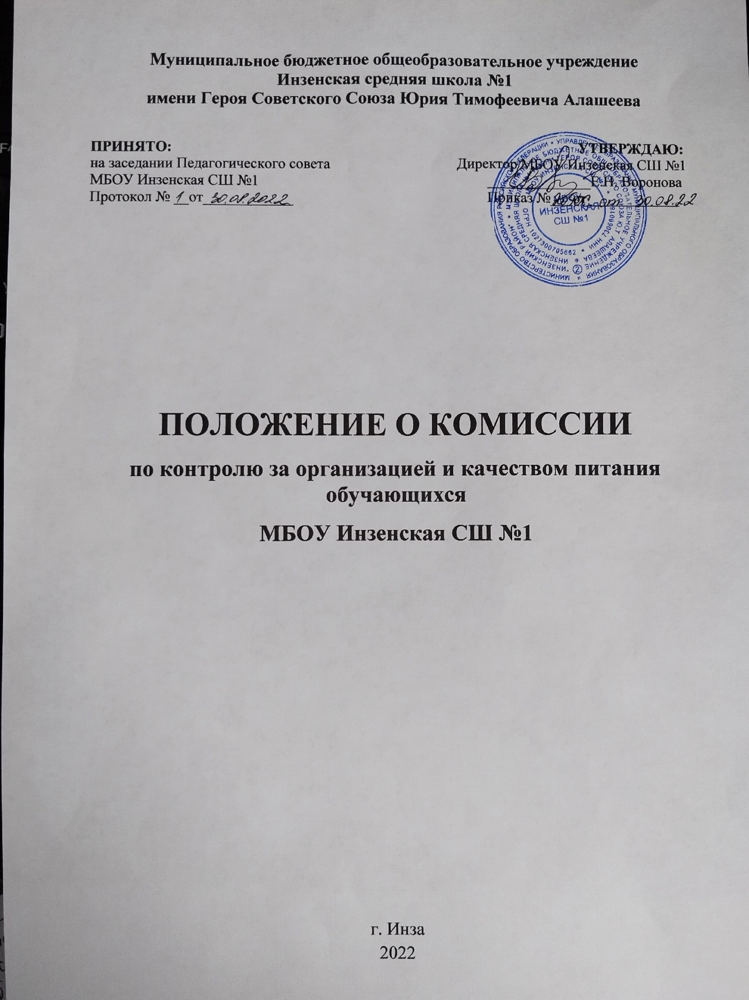 Муниципальное бюджетное общеобразовательное учреждение
Инзенская средняя школа №1
имени Героя Советского Союза Юрия Тимофеевича Алашеева
ПРИНЯТО:
на заседании Педагогического совета
МБОУ Инзенская СШ №1
Протокол № 1 от 30.08.2022
УТВЕРЖДАЮ:
Директор МБОУ Инзенская СШ №1
Е.Н. Воронова
Приказ № от 30.08.22
ИНЗЕНСКАЯ
СШ №1
ОГРН 1027300705662 * ИНН
ПОЛОЖЕНИЕ О КОМИССИИ
по контролю за организацией и качеством питания
обучающихся
МБОУ Инзенская СШ №1
г. Инза
2022